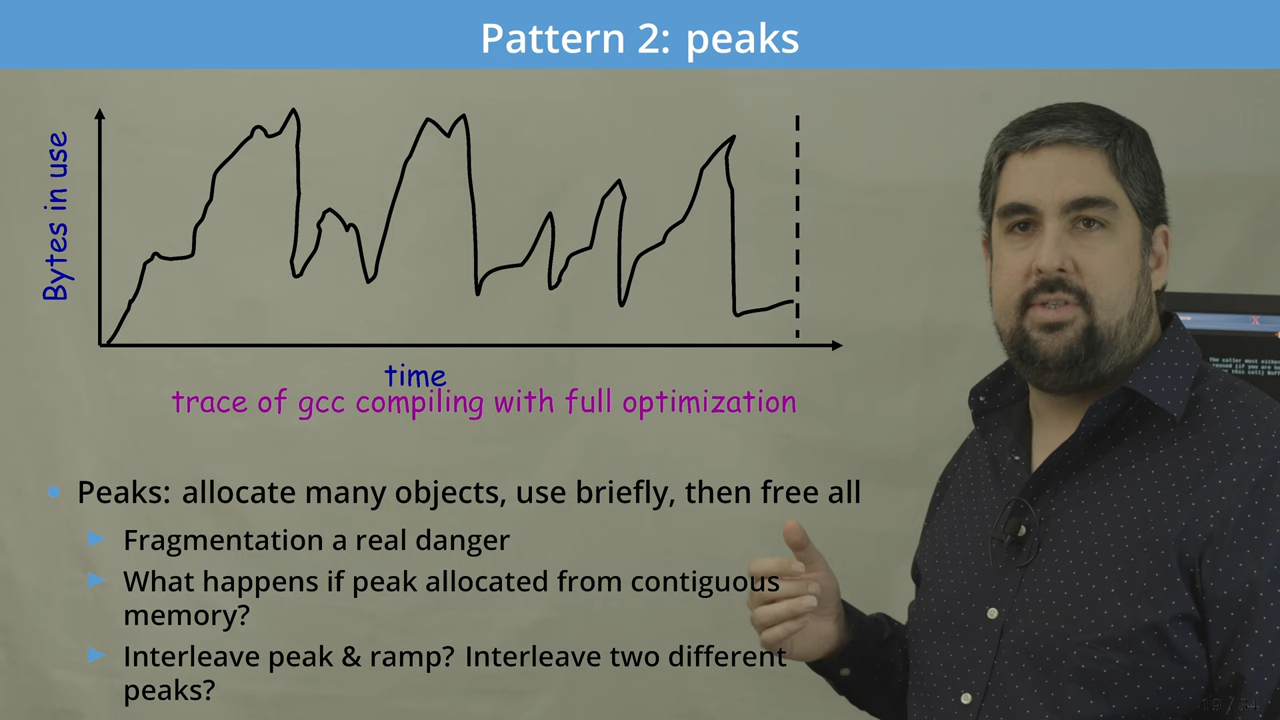 Pattern 2: peaks
Bytes in use
time
trace of gcc compiling with full optimization
Peaks: allocate many objects, use briefly, then free all
Fragmentation a real danger
What happens if peak allocated from contiguous
memory?
Interleave peak & ramp? Interleave two different
peaks?